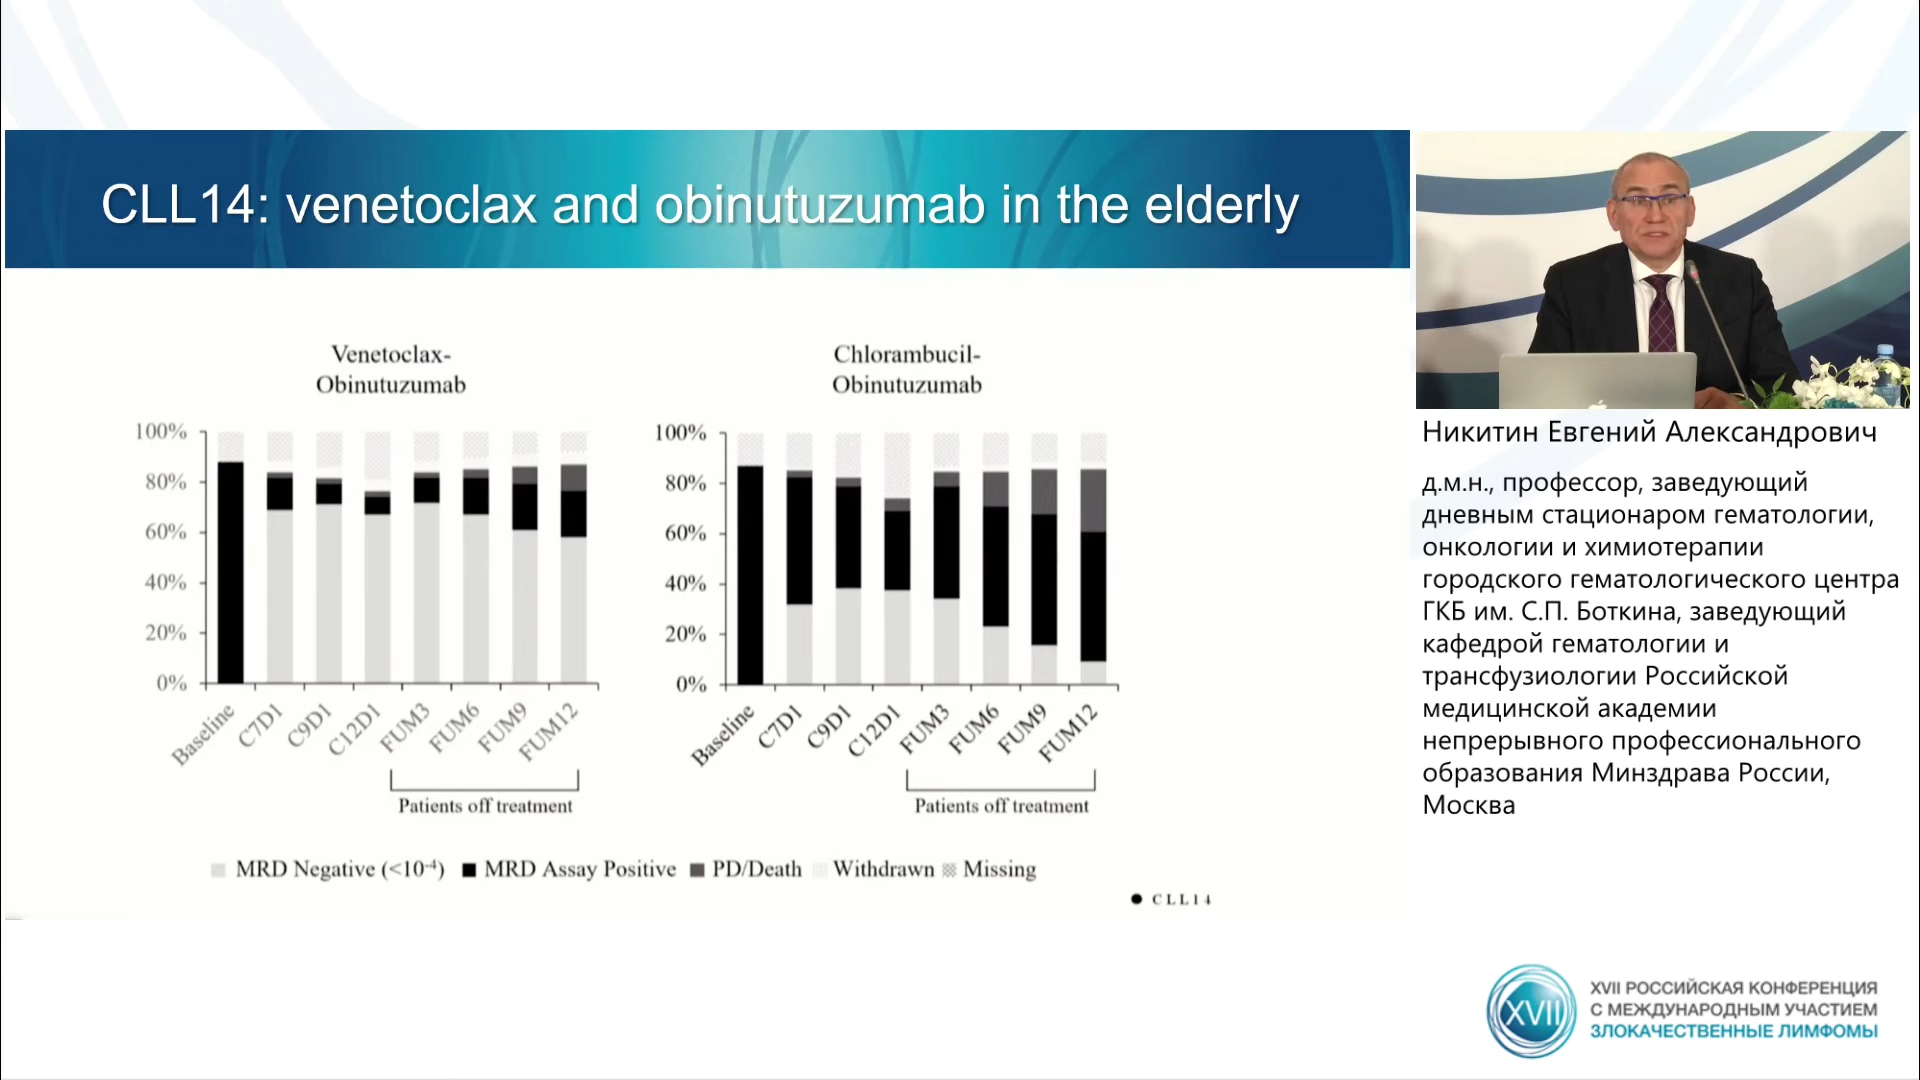 CLL14: venetoclax and obinutuzumab in the elderly
Venetoclax-
Obinutuzumab
100%
80%
60%
40%
20%
0%
Baseline
C7D1
C9D1
C12D1
FUM3
FUM6
FUM9
FUM12
Patients off treatment
Chlorambucil-
Obinutuzumab
100%
80%
60%
40%
20%
0%
Baseline
C7D1
C9D1
C12D1
FUM3
FUM6
FUM9
FUM12
Patients off treatment
MRD Negative (<10⁻⁴) MRD Assay Positive PD/Death Withdrawn Missing
● CLL14
Никитин Евгений Александрович
д.м.н., профессор, заведующий
дневным стационаром гематологии,
онкологии и химиотерапии
городского гематологического центра
ГКБ им. С.П. Боткина, заведующий
кафедрой гематологии и
трансфузиологии Российской
медицинской академии
непрерывного профессионального
образования Минздрава России,
Москва
XVII
XVII РОССИЙСКАЯ КОНФЕРЕНЦИЯ
С МЕЖДУНАРОДНЫМ УЧАСТИЕМ
ЗЛОКАЧЕСТВЕННЫЕ ЛИМФОМЫ